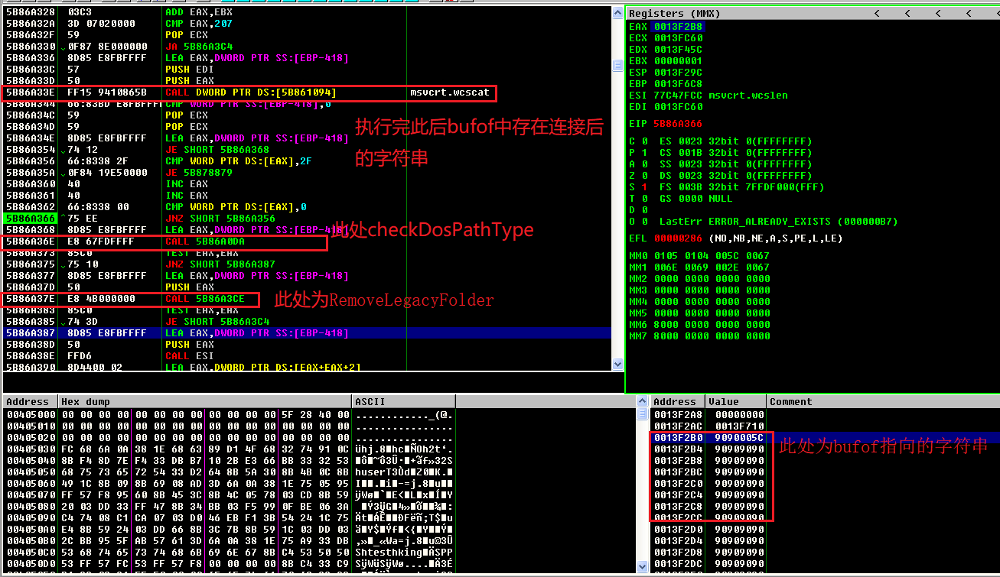 5B86A328 03C3 ADD EAX,EBX
5B86A32A 3D 07020000 CMP EAX,207
5B86A32F 59 POP ECX
5B86A330 0F87 8E000000 JA 5B86A3C4
5B86A336 8D85 E8FBFFFF LEA EAX,DWORD PTR SS:[EBP-418]
5B86A33C 57 PUSH EDI
5B86A33D 50 PUSH EAX
5B86A33E FF15 9410865B CALL DWORD PTR DS:[5B861094] msvcrt.wcscat
5B86A344 66:83BD E8FBFFFF CMP WORD PTR SS:[EBP-418],0
5B86A34C 59 POP ECX
5B86A34D 59 POP ECX
5B86A34E 8D85 E8FBFFFF LEA EAX,DWORD PTR SS:[EBP-418]
5B86A354 74 12 JE SHORT 5B86A368
5B86A356 66:8338 2F CMP WORD PTR DS:[EAX],2F
5B86A35A 0F84 19E50000 JE 5B878879
5B86A360 40 INC EAX
5B86A361 40 INC EAX
5B86A362 66:8338 00 CMP WORD PTR DS:[EAX],0
5B86A366 75 EE JNZ SHORT 5B86A356
5B86A368 8D85 E8FBFFFF LEA EAX,DWORD PTR SS:[EBP-418]
5B86A36E E8 67FDFFFF CALL 5B86A0DA
5B86A373 85C0 TEST EAX,EAX
5B86A375 75 10 JNZ SHORT 5B86A387
5B86A377 8D85 E8FBFFFF LEA EAX,DWORD PTR SS:[EBP-418]
5B86A37D 50 PUSH EAX
5B86A37E E8 4B000000 CALL 5B86A3CE
5B86A383 85C0 TEST EAX,EAX
5B86A385 74 3D JE SHORT 5B86A3C4
5B86A387 8D85 E8FBFFFF LEA EAX,DWORD PTR SS:[EBP-418]
5B86A38D 50 PUSH EAX
5B86A38E FFD6 CALL ESI
5B86A390 8D4400 02 LEA EAX,DWORD PTR [EAX+EAX+2]
执行完此后bufof中存在连接后
的字符串
此处checkDosPathType
此处为RemoveLegacyFolder
Registers (MMX) < < < <
EAX 0013F2B8
ECX 0013FC60
EDX 0013F45C
EBX 00000001
ESP 0013F29C
EBP 0013F6C8
ESI 77C47FCC msvcrt.wcslen
EDI 0013FC60
EIP 5B86A366
C 0 ES 0023 32bit 0(FFFFFFFF)
P 1 CS 001B 32bit 0(FFFFFFFF)
A 0 SS 0023 32bit 0(FFFFFFFF)
Z 0 DS 0023 32bit 0(FFFFFFFF)
S 1 FS 003B 32bit 7FFDF000(FFF)
T 0 GS 0000 NULL
D 0
O 0 LastErr ERROR_ALREADY_EXISTS (000000B7)
EFL 00000286 (NO,NB,NE,A,S,PE,L,LE)
MM0 0105 0104 005C 0067
MM1 006E 0069 002E 0067
MM2 0000 0000 0000 0000
MM3 0000 0000 0000 0000
MM4 0000 0000 0000 0000
MM5 0000 0000 0000 0000
MM6 8000 0000 0000 0000
MM7 8000 0000 0000 0000
Address Hex dump ASCII
00405000 00 00 00 00 00 00 00 00 00 00 00 00 5F 28 40 00 ............_(@.
00405010 00 00 00 00 00 00 00 00 00 00 00 00 00 00 00 00 ................
00405020 00 00 00 00 00 00 00 00 00 00 00 00 00 00 00 00 ................
00405030 FC 68 6A 0A 38 1E 68 63 89 D1 4F 68 32 74 91 0C
00405040 8B F4 8D 7E F4 33 DB B7 10 2B E3 66 BB 33 32 53
00405050 68 75 73 65 72 54 33 D2 64 8B 5A 30 8B 4B 0C 8B
00405060 49 1C 8B 09 8B 69 08 AD 3D 6A 0A 38 1E 75 05 95
00405070 FF 57 F8 95 60 8B 45 3C 8B 4C 05 78 03 CD 8B 59
00405080 20 03 DD 33 FF 47 8B 34 BB 03 F5 99 0F BE 06 3A
00405090 C4 74 08 C1 CA 07 03 D0 46 EB F1 3B 54 24 1C 75
004050A0 E4 8B 59 24 03 DD 66 8B 3C 7B 8B 59 1C 03 DD 03
004050B0 2C BB 95 5F AB 57 61 3D 6A 0A 38 1E 75 A9 33 DB
004050C0 53 68 74 65 73 74 68 6B 69 6E 67 8B C4 53 50 50
004050D0 53 FF 57 FC 53 FF 57 F8 00 00 00 00 8B C4 33 C9
Address Value Comment
0013F2A8 00000000
0013F2AC 0013F710
0013F2B0 9090005C
0013F2B4 90909090
0013F2B8 90909090
0013F2BC 90909090
0013F2C0 90909090
0013F2C4 90909090
0013F2C8 90909090
0013F2CC 90909090
0013F2D0 90909090
0013F2D4 90909090
0013F2D8 90909090
0013F2DC 90909090
此处为bufof指向的字符串